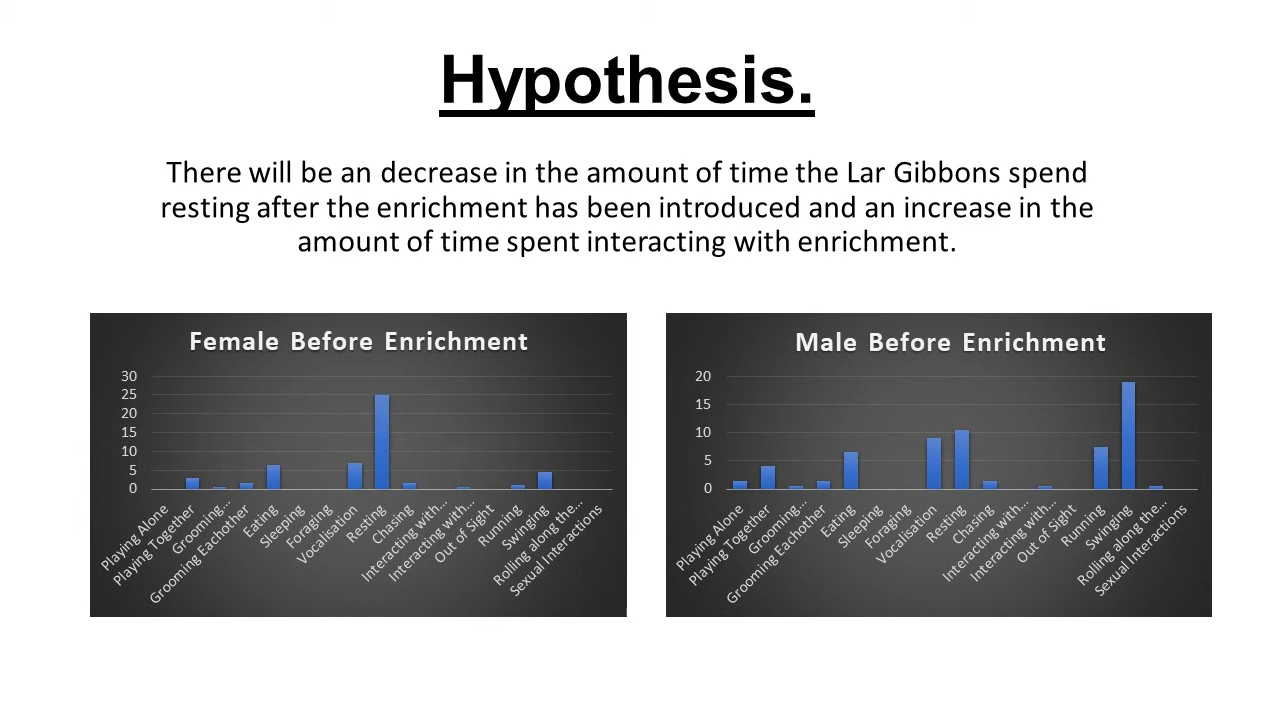 Hypothesis.
There will be an decrease in the amount of time the Lar Gibbons spend
resting after the enrichment has been introduced and an increase in the
amount of time spent interacting with enrichment.
Female Before Enrichment
30
25
20
15
10
5
0
Playing Alone
Playing Together
Grooming...
Grooming Eachother
Eating
Sleeping
Foraging
Vocalisation
Resting
Chasing
Interacting with...
Interacting with...
Out of Sight
Running
Swinging
Rolling along the...
Sexual Interactions
Male Before Enrichment
20
15
10
5
0
Playing Alone
Playing Together
Grooming...
Grooming Eachother
Eating
Sleeping
Foraging
Vocalisation
Resting
Chasing
Interacting with...
Interacting with...
Out of Sight
Running
Swinging
Rolling along the...
Sexual Interactions